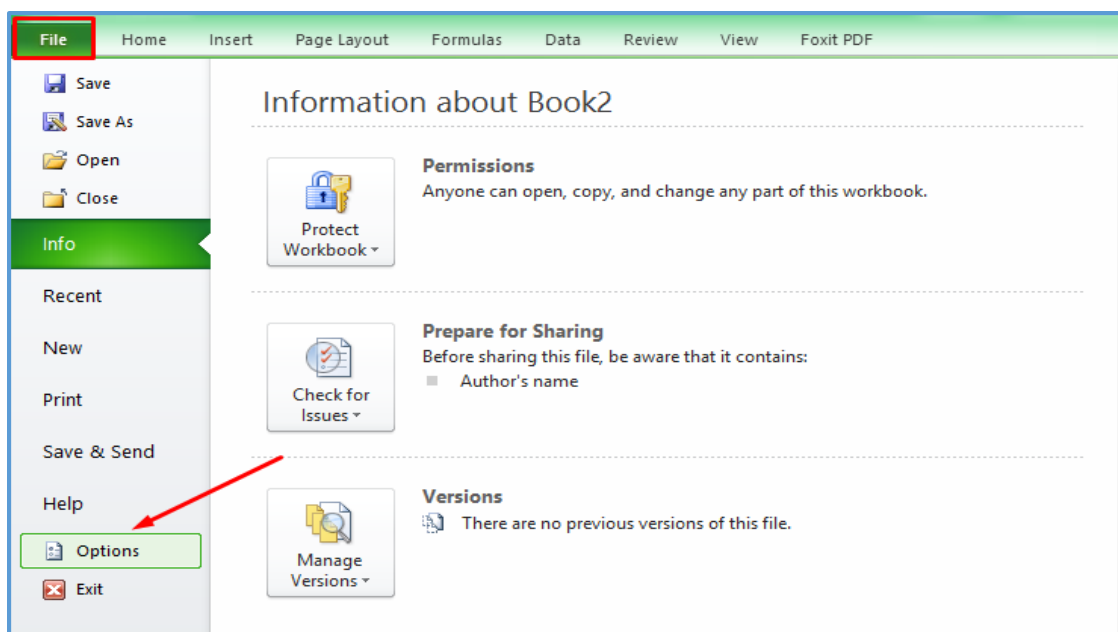 File Home Insert Page Layout Formulas Data Review View Foxit PDF
Save
Save As
Open
Close
Info
Recent
New
Print
Save & Send
Help
Options
Exit
Information about Book2
Protect
Workbook
Permissions
Anyone can open, copy, and change any part of this workbook.
Check for
Issues
Prepare for Sharing
Before sharing this file, be aware that it contains:
Author's name
Manage
Versions
Versions
There are no previous versions of this file.